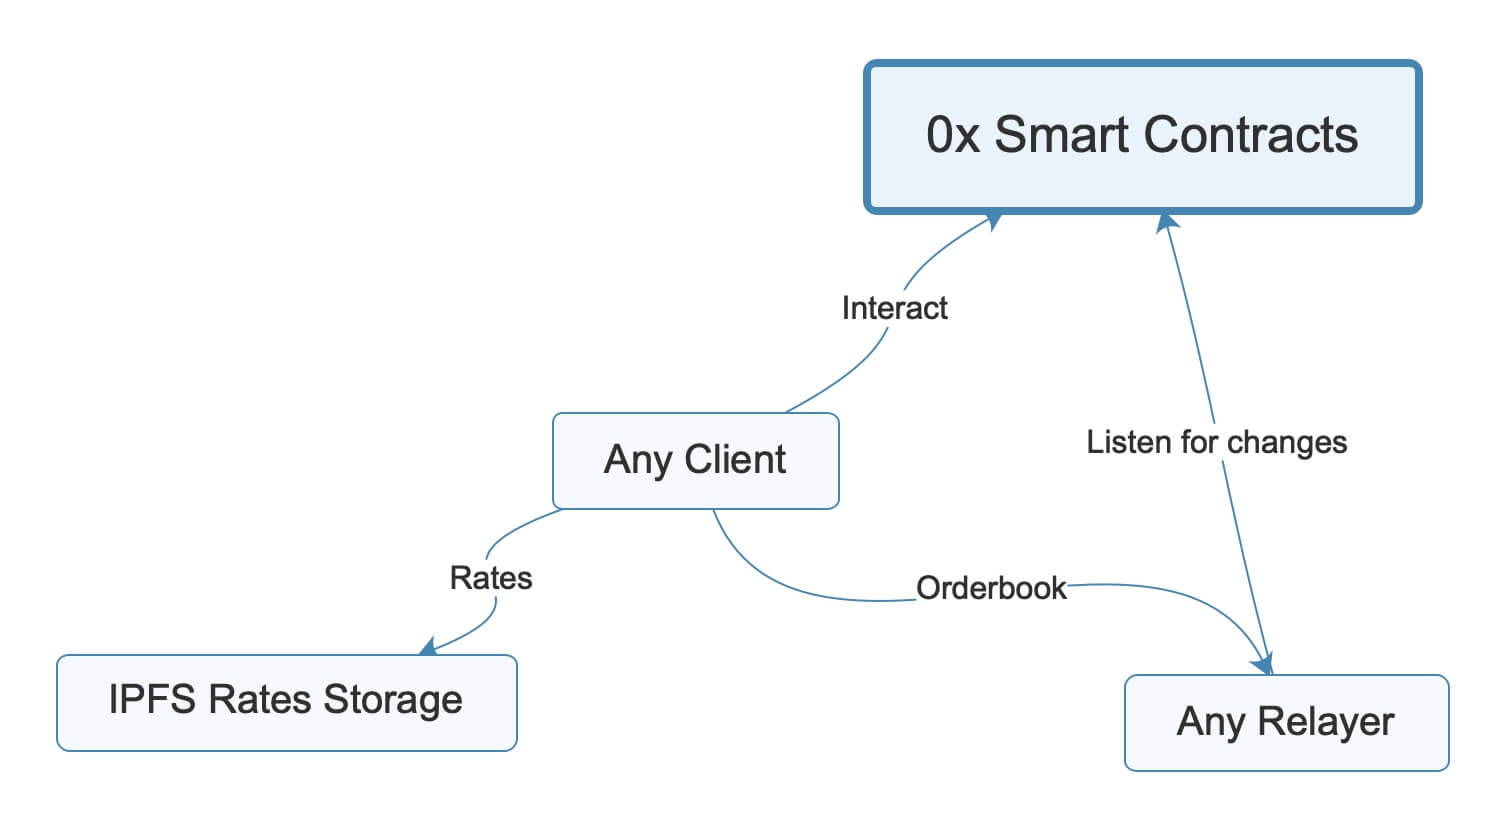 0x Smart Contracts
Interact
Listen for changes
Any Client
Rates
Orderbook
IPFS Rates Storage
Any Relayer